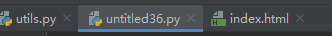 utils.py × untitled36.py × index.html ×